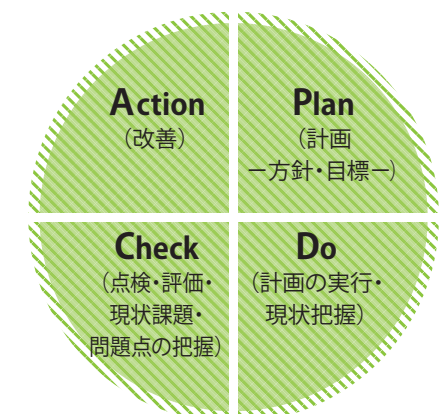 Action
（改善）
Plan
（計画
ー方針・目標ー）
Check
（点検・評価・
現状課題・
問題点の把握）
Do
（計画の実行・
現状把握）